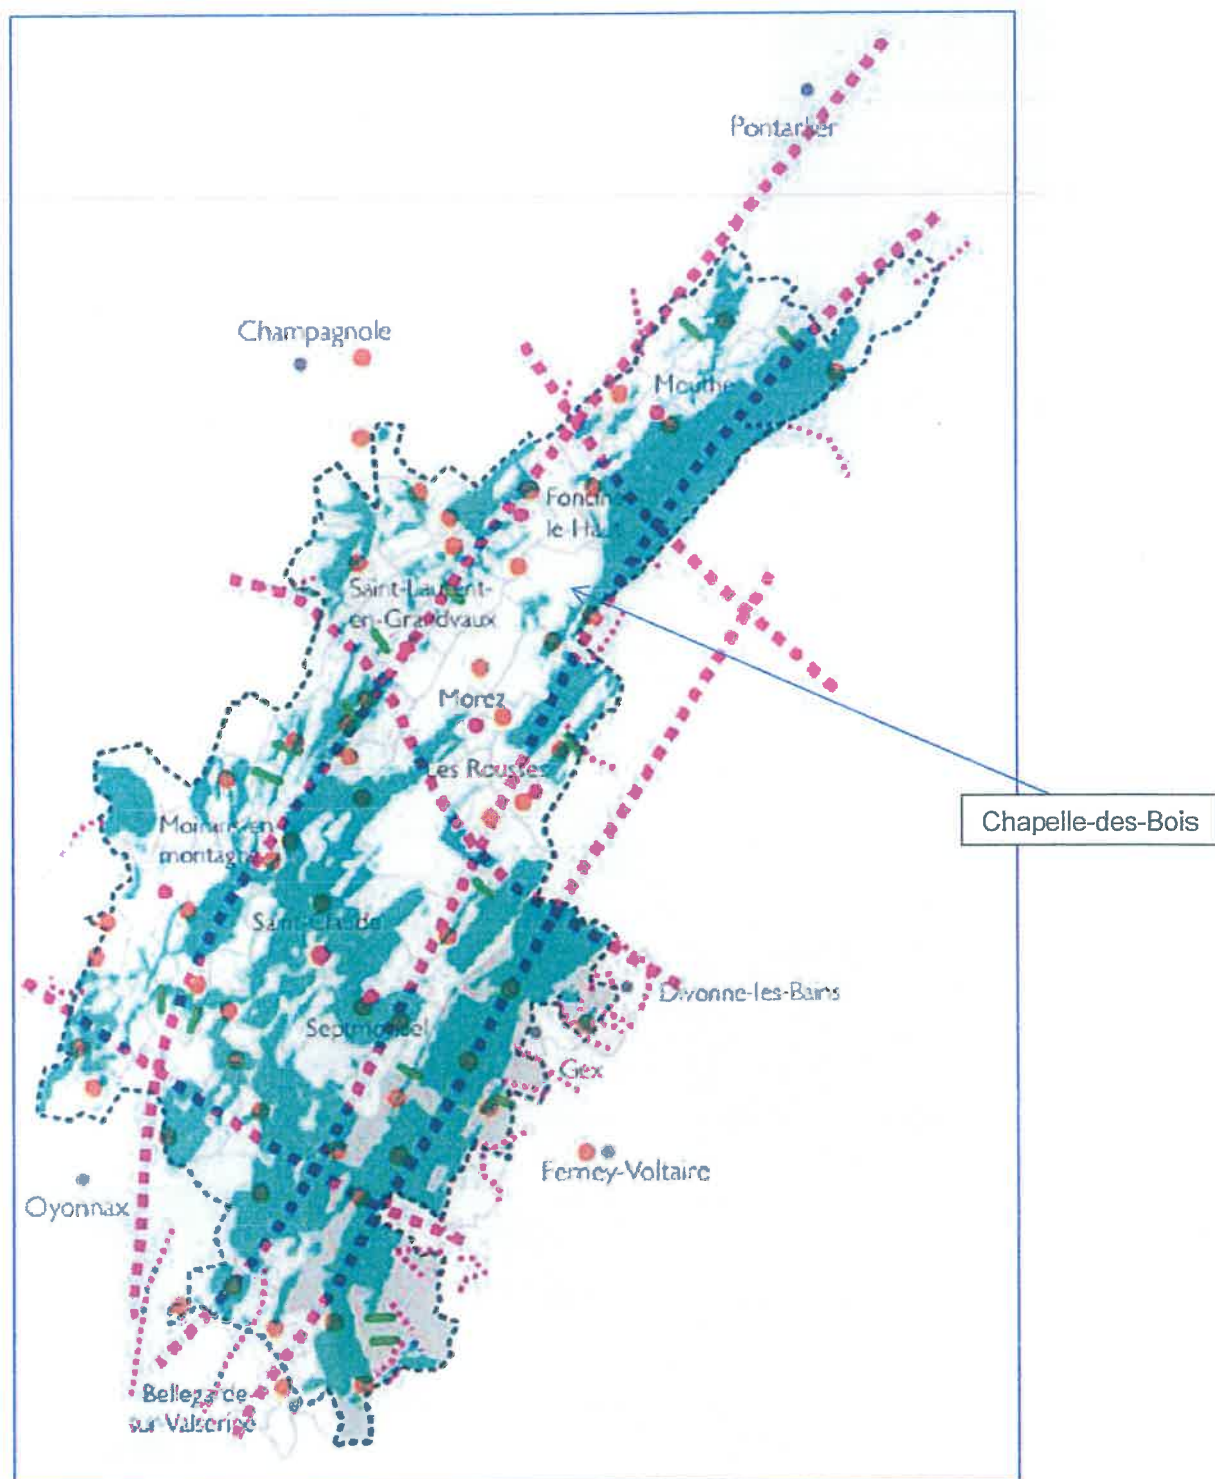 Pontarlier
Champagnole
Mouthe
Foncine
le-Haut
Saint-Laurent-
en-Grandvaux
Morez
Les Rousses
Chapelle-des-Bois
Moirans-en
montagne
Saint-Claude
Divonne-les-Bains
Septmoncel
Gex
Ferney-Voltaire
Oyonnax
Bellegarde-
sur Valserine